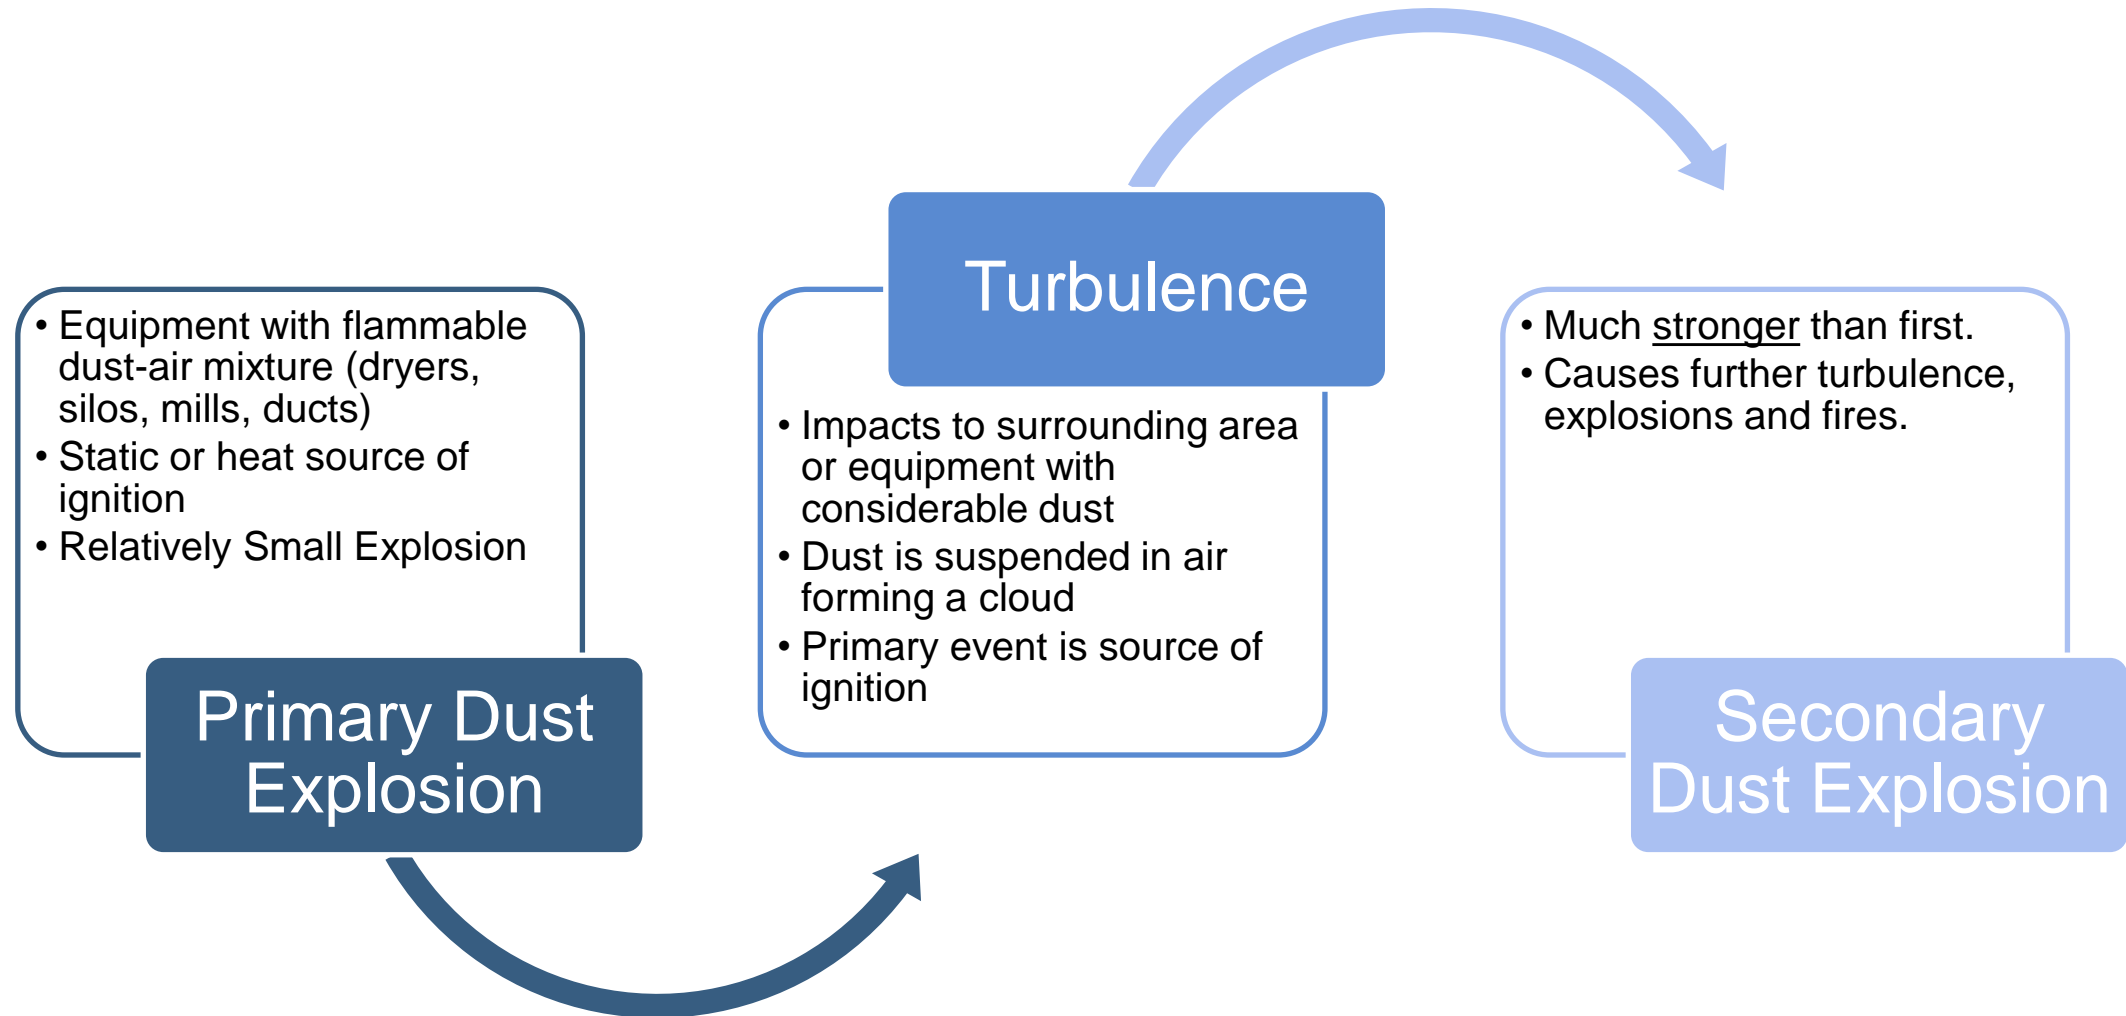 • Equipment with flammable
dust-air mixture (dryers,
silos, mills, ducts)
• Static or heat source of
ignition
• Relatively Small Explosion
Primary Dust
Explosion
Turbulence
• Impacts to surrounding area
or equipment with
considerable dust
• Dust is suspended in air
forming a cloud
• Primary event is source of
ignition
• Much stronger than first.
• Causes further turbulence,
explosions and fires.
Secondary
Dust Explosion